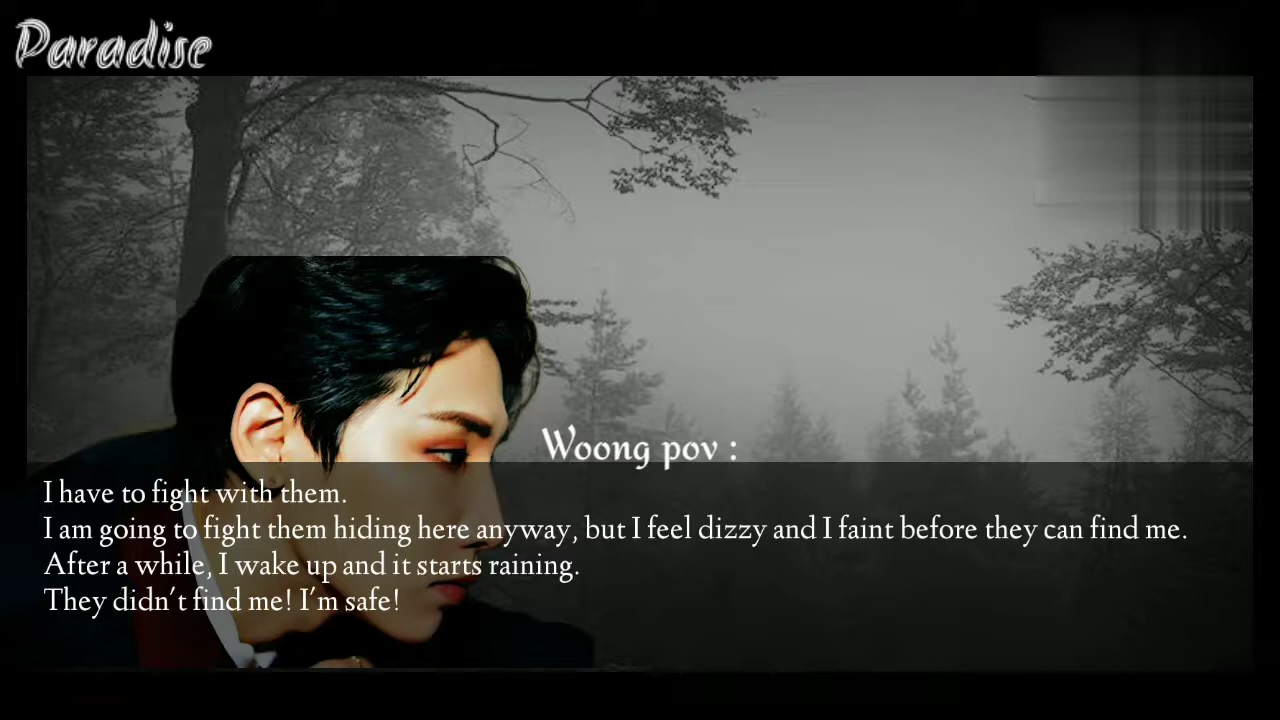 Paradise
Woong pov :
I have to fight with them.
I am going to fight them hiding here anyway, but I feel dizzy and I faint before they can find me.
After a while, I wake up and it starts raining.
They didn't find me! I'm safe!